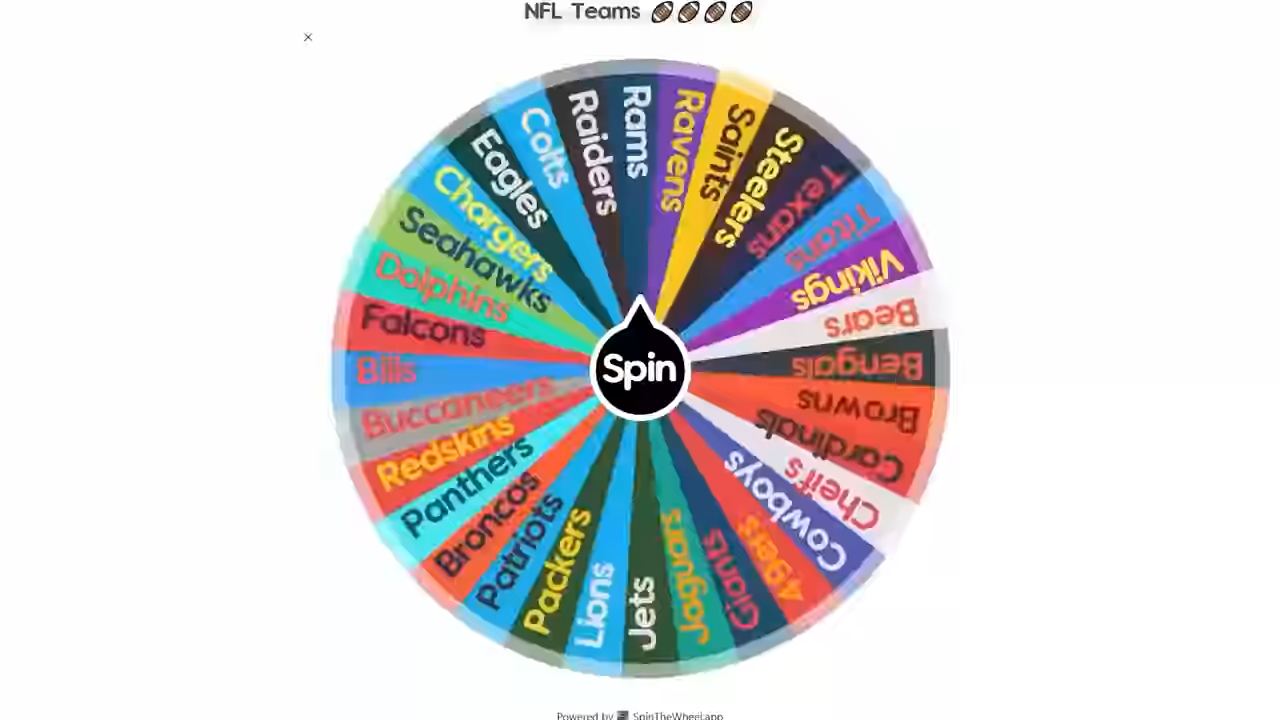 NFL Teams
Rams
Ravens
Saints
Steelers
Texans
Titans
Vikings
Bears
Bengals
Browns
Cardinals
Cheif's
Cowboys
49ers
Giants
Jaguars
Jets
Lions
Packers
Patriots
Broncos
Panthers
Redskins
Buccaneers
Bills
Falcons
Dolphins
Seahawks
Chargers
Eagles
Colts
Raiders
Spin
Powered by SpinTheWheel.app